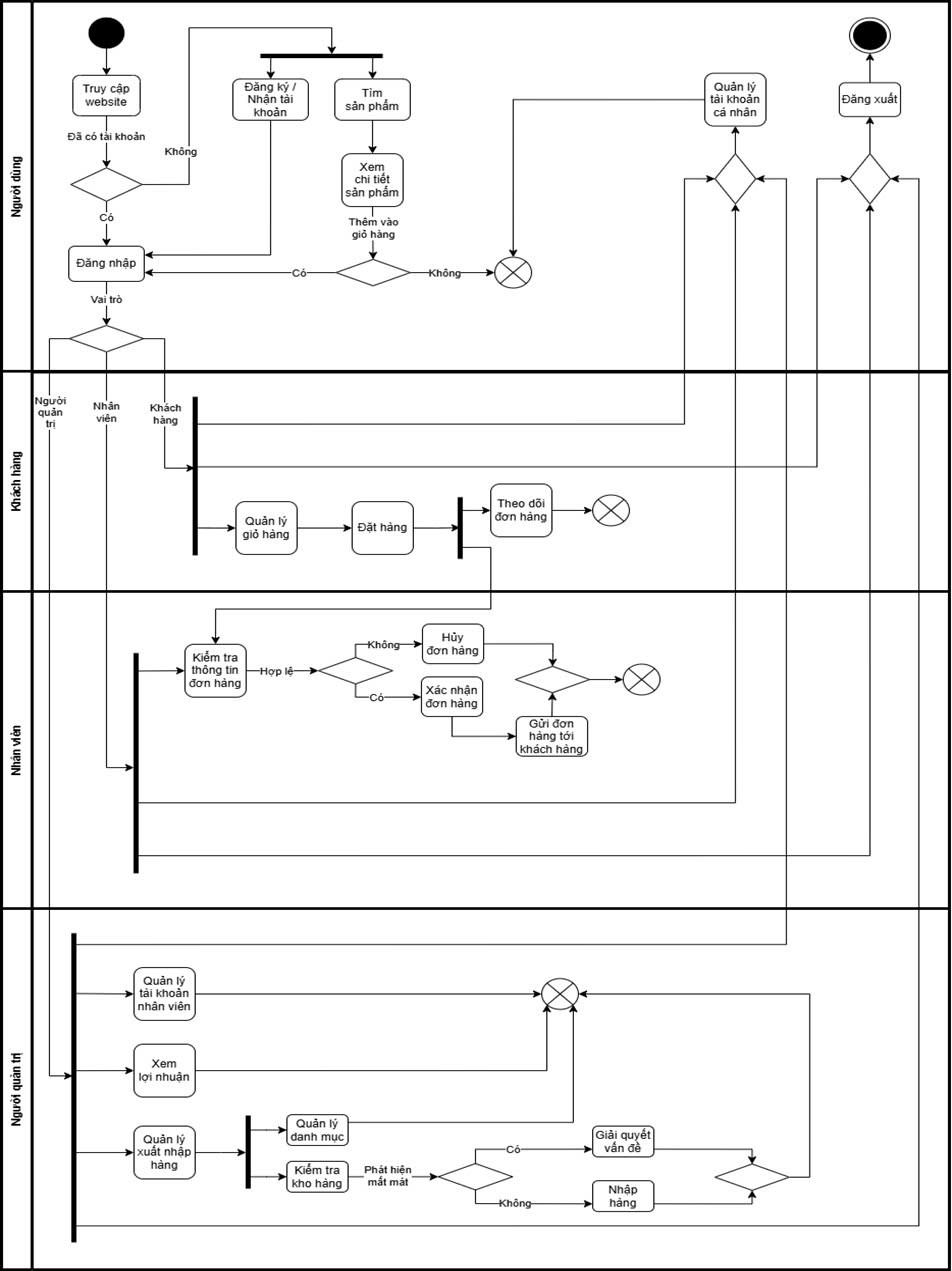 Người dùng
Truy cập
website
Đã có tài khoản
Không
Có
Đăng nhập
Vai trò
Đăng ký /
Nhận tài
khoản
Tìm
sản phẩm
Xem
chi tiết
sản phẩm
Thêm vào
giỏ hàng
Có
Không
Quản lý
tài khoản
cá nhân
Đăng xuất
Khách hàng
Người
quản
trị
Nhân
viên
Khách
hàng
Quản lý
giỏ hàng
Đặt hàng
Theo dõi
đơn hàng
Nhân viên
Kiểm tra
thông tin
đơn hàng
Hợp lệ
Không
Có
Hủy
đơn hàng
Xác nhận
đơn hàng
Gửi đơn
hàng tới
khách hàng
Người quản trị
Quản lý
tài khoản
nhân viên
Xem
lợi nhuận
Quản lý
xuất nhập
hàng
Quản lý
danh mục
Kiểm tra
kho hàng
Phát hiện
mất mát
Có
Không
Giải quyết
vấn đề
Nhập
hàng